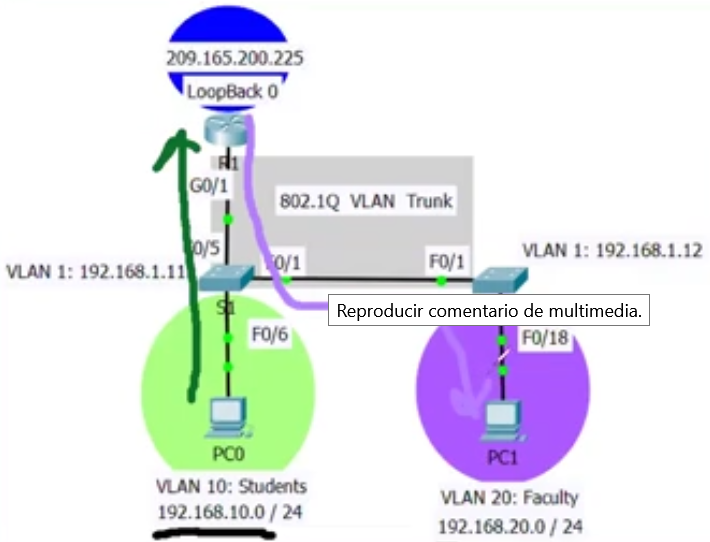 209.165.200.225
LoopBack 0
R1
G0/1
802.1Q VLAN Trunk
0/5
VLAN 1: 192.168.1.11
0/1
F0/1
VLAN 1: 192.168.1.12
S1
Reproducir comentario de multimedia.
F0/6
F0/18
PC0
PC1
VLAN 10: Students
192.168.10.0 / 24
VLAN 20: Faculty
192.168.20.0 / 24